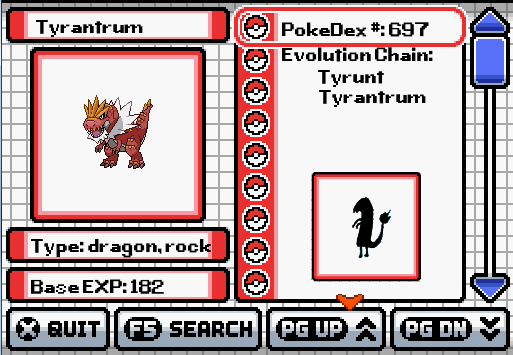 Tyrantrum
PokeDex #: 697
Evolution Chain:
Tyrunt
Tyrantrum
Type: dragon, rock
Base EXP: 182
X QUIT
F5 SEARCH
PG UP
PG DN